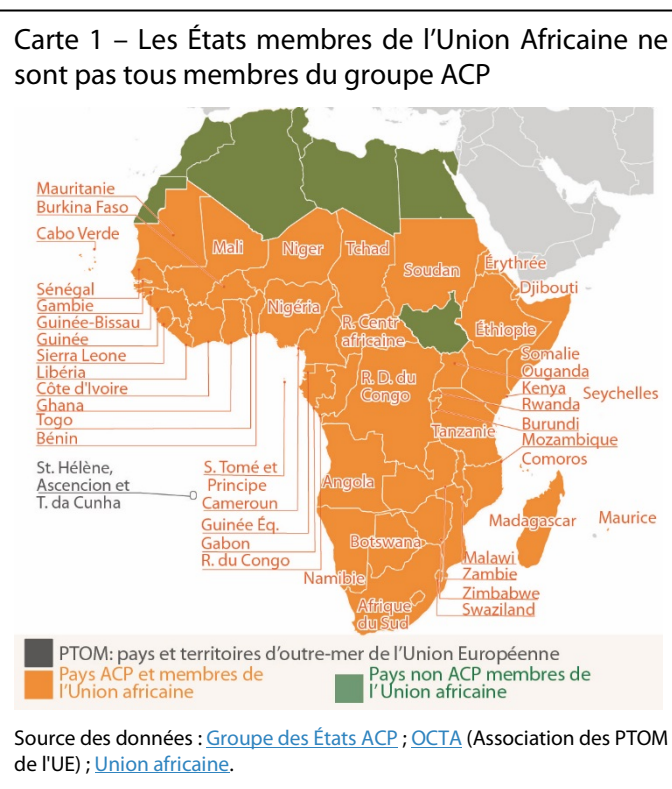 Carte 1 – Les États membres de l'Union Africaine ne
sont pas tous membres du groupe ACP
Mauritanie
Burkina Faso
Cabo Verde
Mali
Niger
Tchad
Soudan
Érythrée
Djibouti
Sénégal
Gambie
Guinée-Bissau
Guinée
Sierra Leone
Libéria
Côte d'Ivoire
Ghana
Togo
Bénin
Nigéria
R. Centr
africaine
Éthiopie
R. D. du
Congo
Somalie
Ouganda
Kenya
Seychelles
Rwanda
Burundi
Tanzanie
Mozambique
Comoros
St. Hélène,
Ascencion et
T. da Cunha
S. Tomé et
Principe
Cameroun
Guinée Éq.
Gabon
R. du Congo
Angola
Madagascar
Maurice
Botswana
Namibie
Malawi
Zambie
Zimbabwe
Swaziland
Afrique
du Sud
PTOM: pays et territoires d'outre-mer de l'Union Européenne
Pays ACP et membres de
l'Union africaine
Pays non ACP membres de
l'Union africaine
Source des données : Groupe des États ACP ; OCTA (Association des PTOM
de l'UE) ; Union africaine.